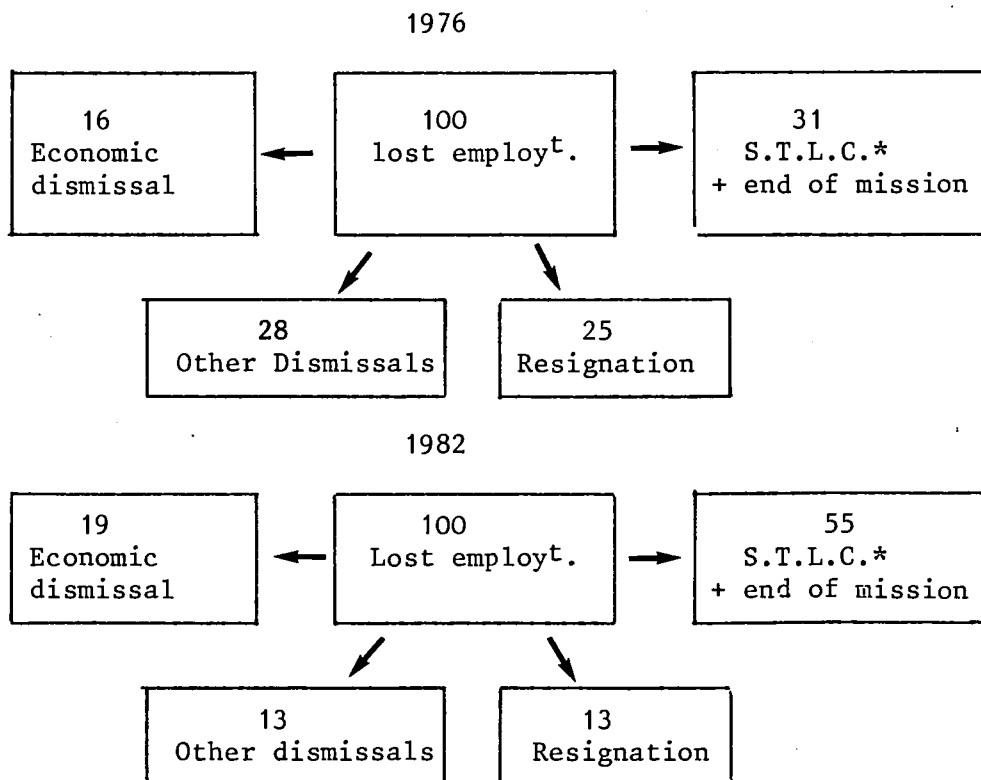 1976
16
Economic
dismissal
100
lost employt.
31
S.T.L.C.*
+ end of mission
28
Other Dismissals
25
Resignation
1982
19
Economic
dismissal
100
Lost employt.
55
S.T.L.C.*
+ end of mission
13
Other dismissals
13
Resignation